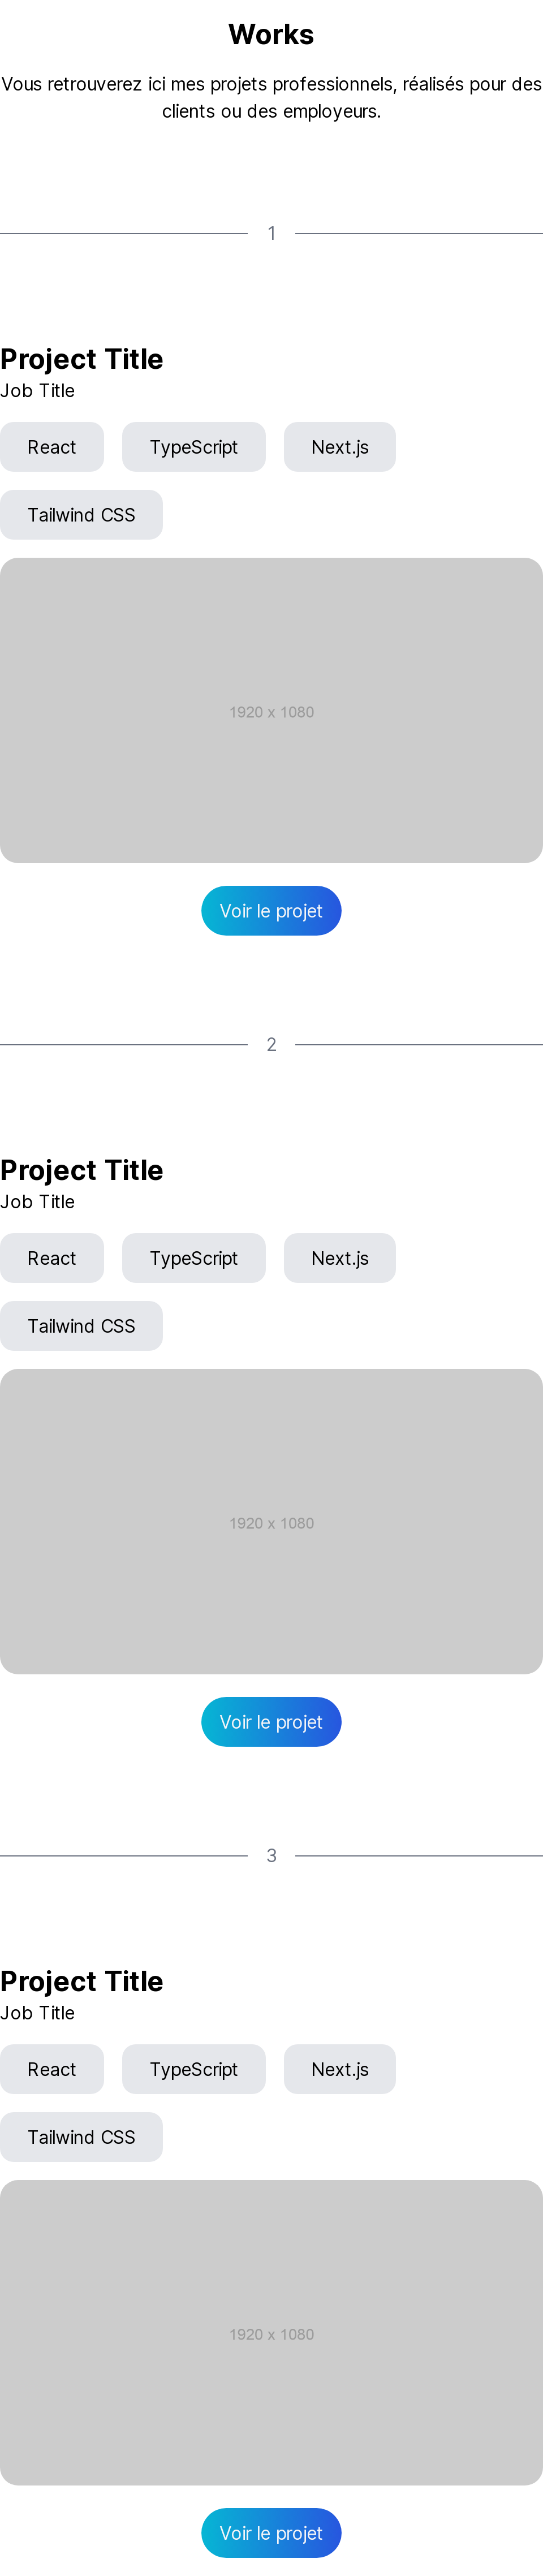 Works
Vous retrouverez ici mes projets professionnels, réalisés pour des
clients ou des employeurs.
1
Project Title
Job Title
React TypeScript Next.js
Tailwind CSS
1920 x 1080
Voir le projet
2
Project Title
Job Title
React TypeScript Next.js
Tailwind CSS
1920 x 1080
Voir le projet
3
Project Title
Job Title
React TypeScript Next.js
Tailwind CSS
1920 x 1080
Voir le projet